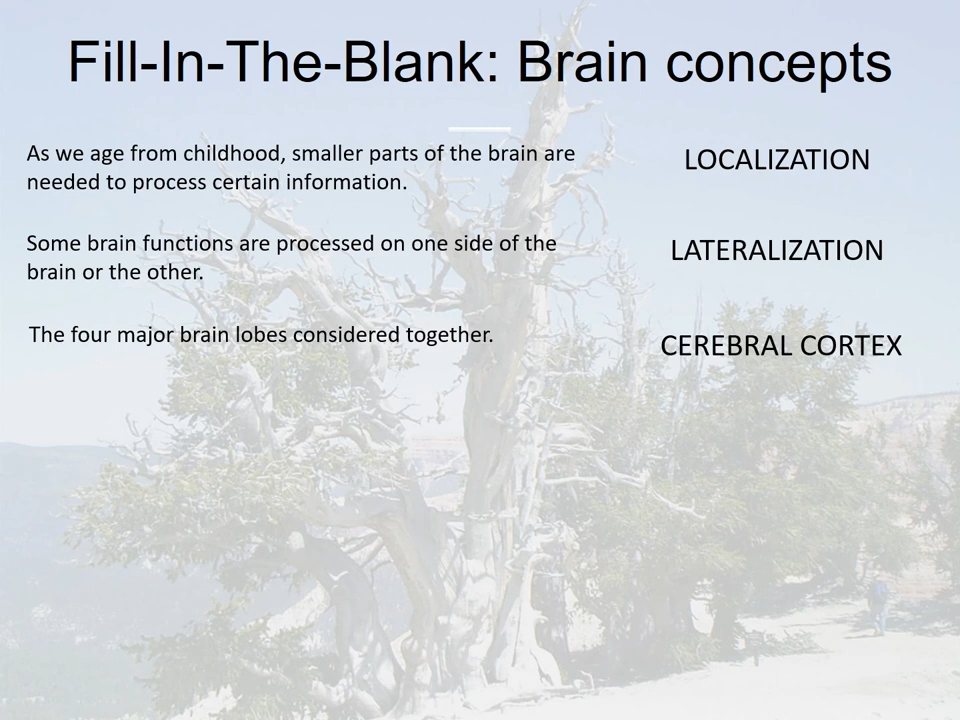 Fill-In-The-Blank: Brain concepts
As we age from childhood, smaller parts of the brain are
needed to process certain information.
LOCALIZATION
Some brain functions are processed on one side of the
brain or the other.
LATERALIZATION
The four major brain lobes considered together.
CEREBRAL CORTEX